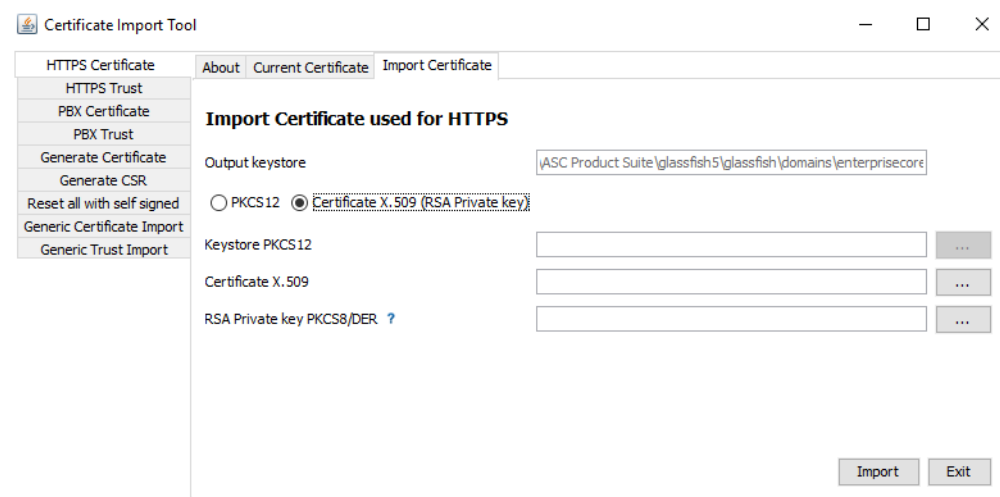 Certificate Import Tool
HTTPS Certificate
HTTPS Trust
PBX Certificate
PBX Trust
Generate Certificate
Generate CSR
Reset all with self signed
Generic Certificate Import
Generic Trust Import
About Current Certificate Import Certificate
Import Certificate used for HTTPS
Output keystore \ASC Product Suite\glassfish5\glassfish\domains\enterprisecore
PKCS12 Certificate X.509 (RSA Private key)
Keystore PKCS12 ...
Certificate X.509 ...
RSA Private key PKCS8/DER ? ...
Import Exit